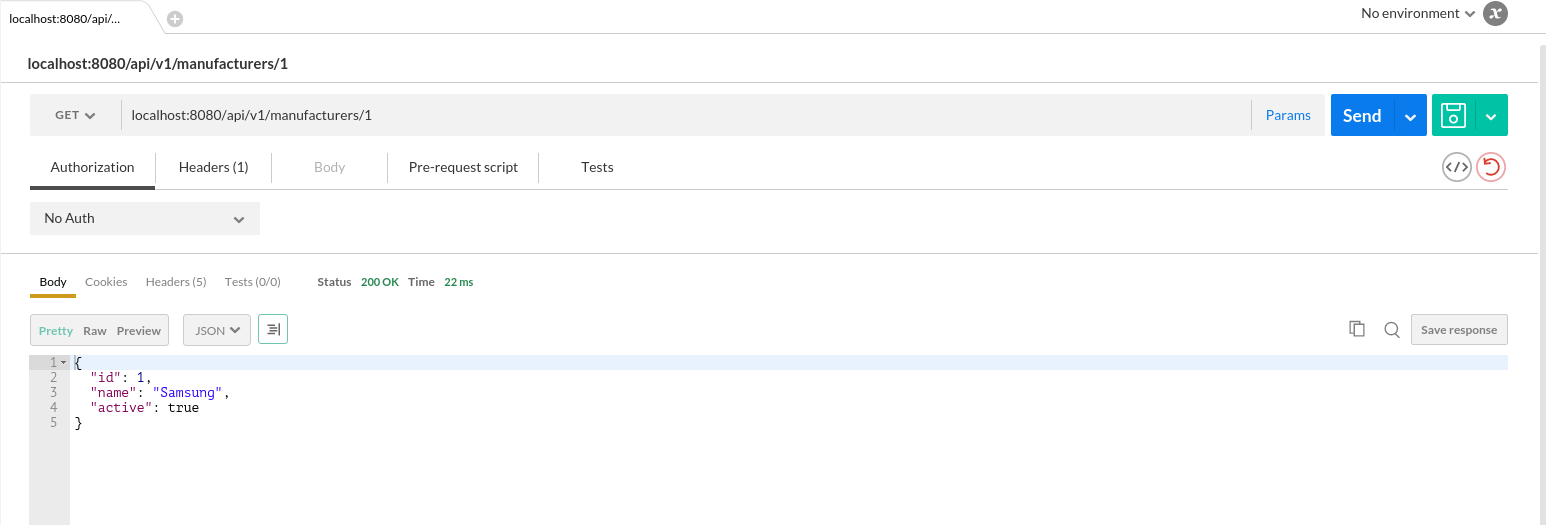 localhost:8080/api/...
No environment
localhost:8080/api/v1/manufacturers/1
GET localhost:8080/api/v1/manufacturers/1 Params Send
Authorization Headers (1) Body Pre-request script Tests
No Auth
Body Cookies Headers (5) Tests (0/0) Status 200 OK Time 22 ms
Pretty Raw Preview JSON Save response
1 {
2 "id": 1,
3 "name": "Samsung",
4 "active": true
5 }